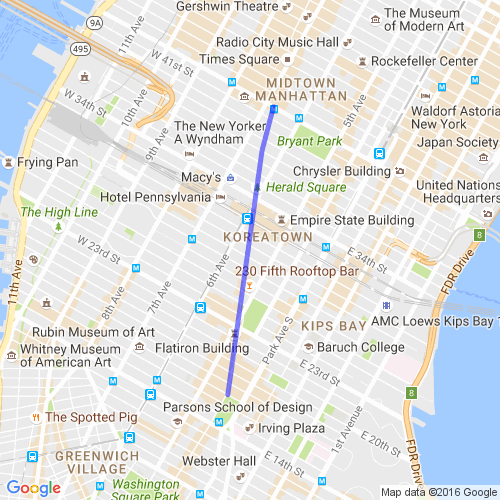 Gershwin Theatre
The Museum
of Modern Art
11th Ave
495
Radio City Music Hall
W 41st St
Times Square
Rockefeller Center
MIDTOWN
MANHATTAN
W 34th St
10th Ave
5th Ave
Waldorf Astoria
New York
The New Yorker
A Wyndham
Bryant Park
9th Ave
Japan Society
Frying Pan
Macy's
Chrysler Building
Herald Square
United Nations
Headquarters
Hotel Pennsylvania
The High Line
Empire State Building
KOREATOWN
8
W 23rd St
6th Ave
E 34th St
FDR Drive
11th Ave
230 Fifth Rooftop Bar
8th Ave
7th Ave
AMC Loews Kips Bay 1
Rubin Museum of Art
KIPS BAY
Park Ave S
Whitney Museum
of American Art
Flatiron Building
Baruch College
E 23rd St
8
The Spotted Pig
Parsons School of Design
Irving Plaza
1st Ave
E 20th St
FDR Drive
GREENWICH
VILLAGE
Webster Hall
E 14th St
Washington
Square Park
Google
Map data ©2016 Google